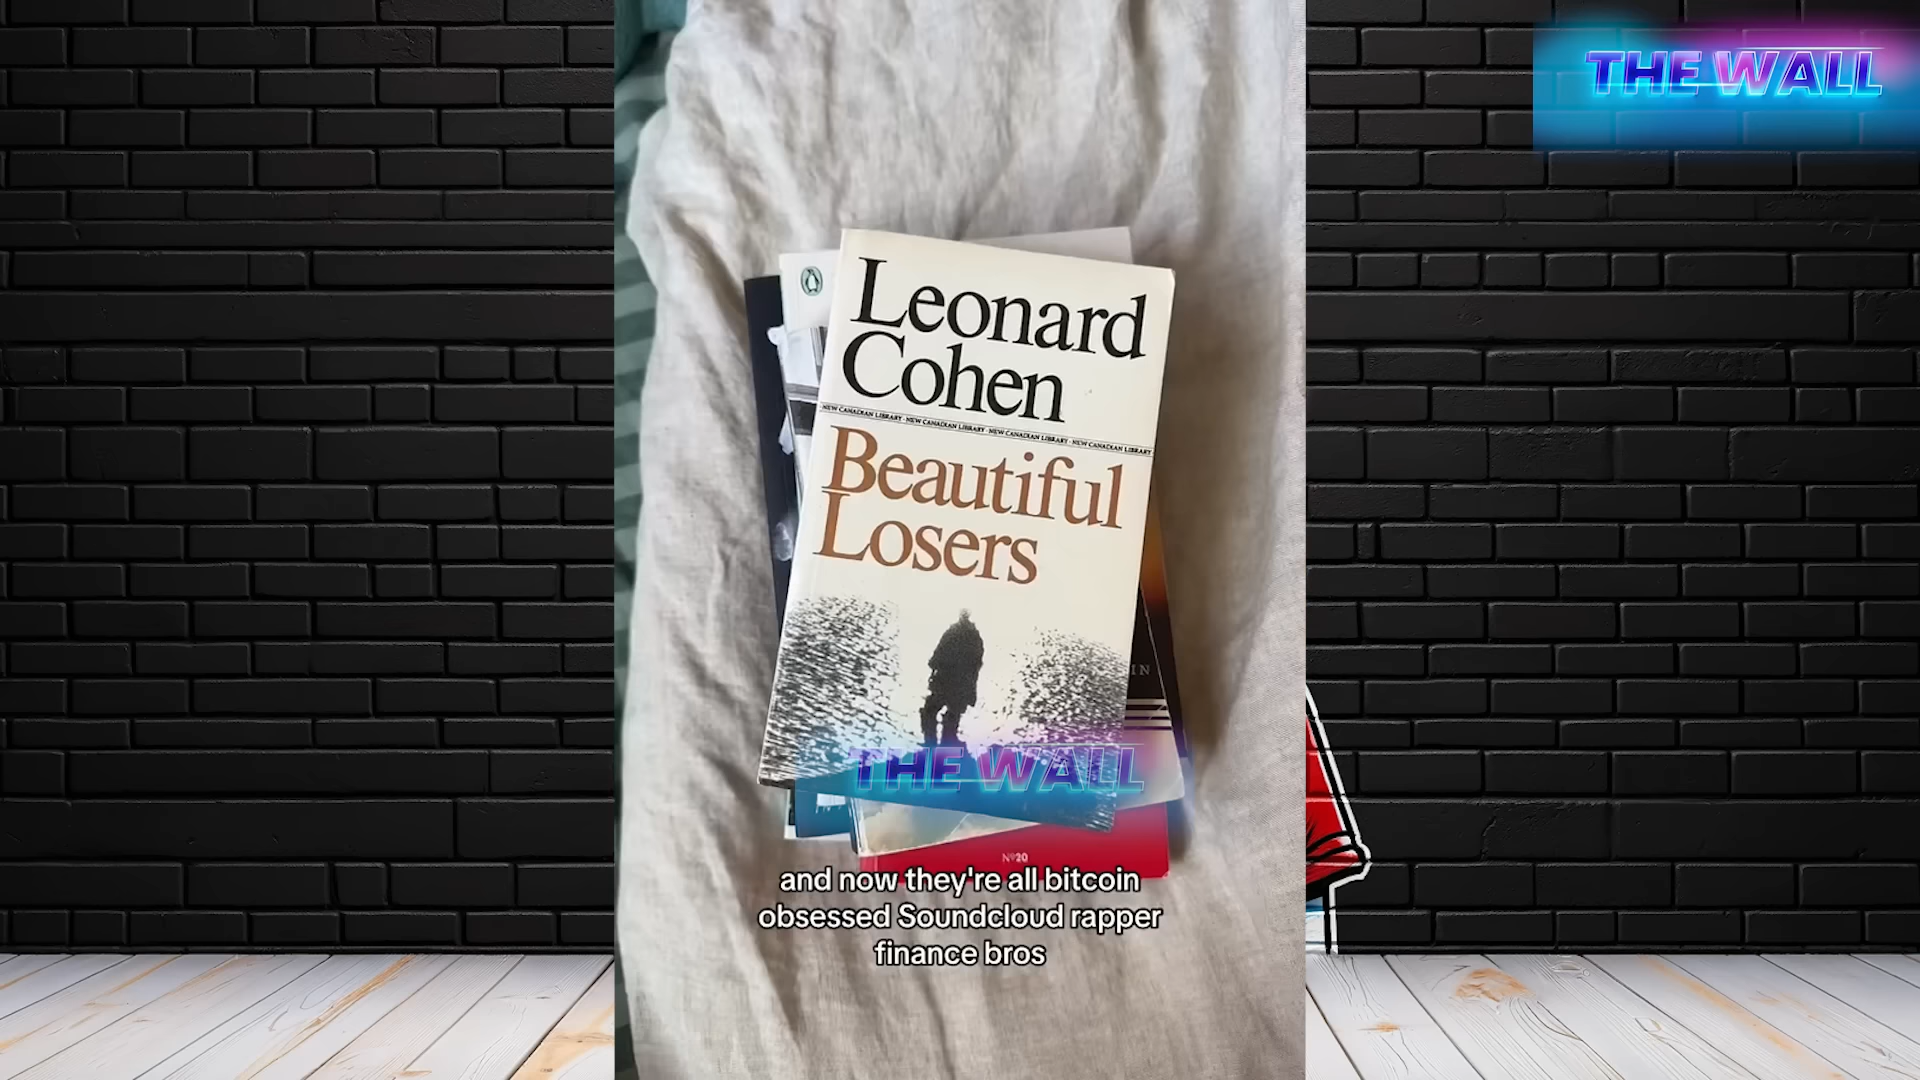 THE WALL
Leonard
Cohen
NEW CANADIAN LIBRARY · NEW CANADIAN LIBRARY · NEW CANADIAN LIBRARY · NEW CANADIAN LIBRARY
Beautiful
Losers
IN
THE WALL
Nº20
and now they're all bitcoin
obsessed Soundcloud rapper
finance bros